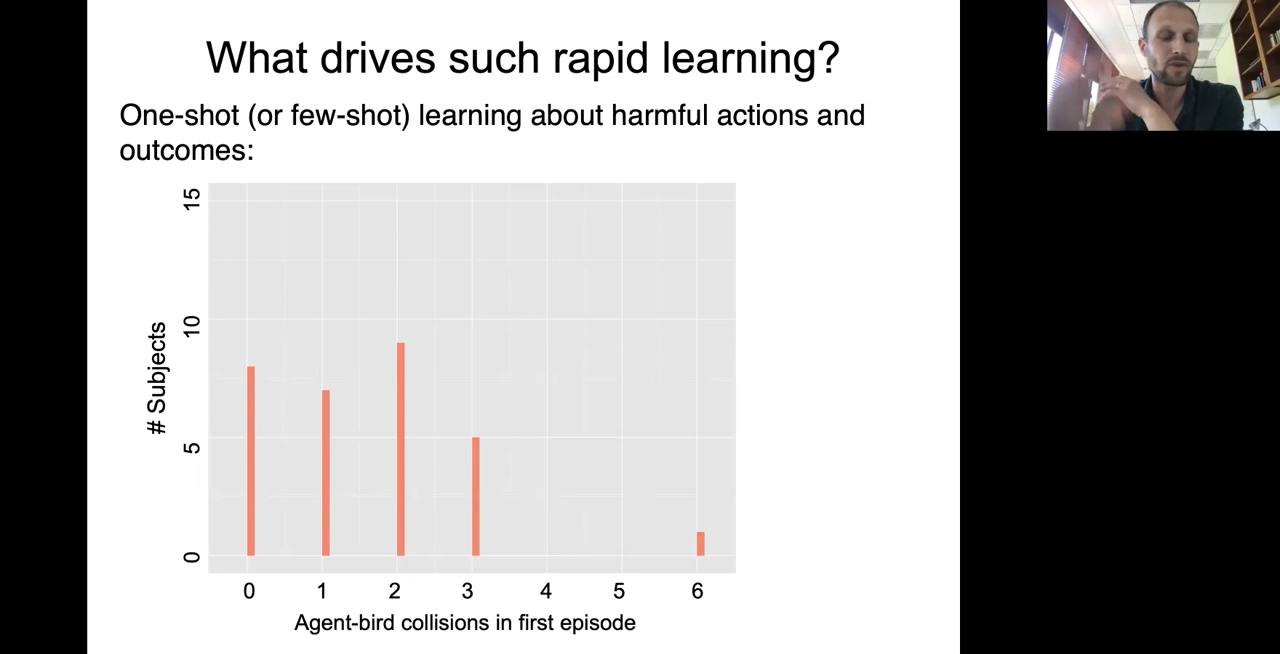 What drives such rapid learning?
One-shot (or few-shot) learning about harmful actions and
outcomes:
15
10
5
0
# Subjects
0 1 2 3 4 5 6
Agent-bird collisions in first episode